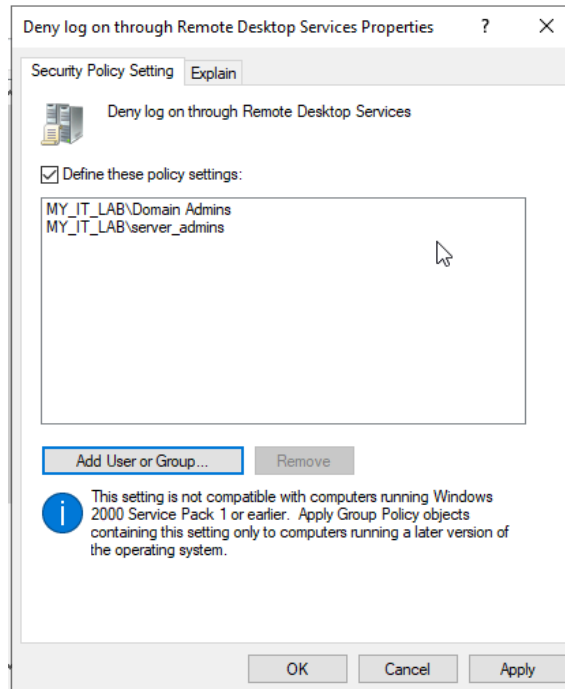 Deny log on through Remote Desktop Services Properties ?
Security Policy Setting Explain
Deny log on through Remote Desktop Services
Define these policy settings:
MY_IT_LAB\Domain Admins
MY_IT_LAB\server_admins
Add User or Group... Remove
This setting is not compatible with computers running Windows
2000 Service Pack 1 or earlier. Apply Group Policy objects
containing this setting only to computers running a later version of
the operating system.
OK Cancel Apply